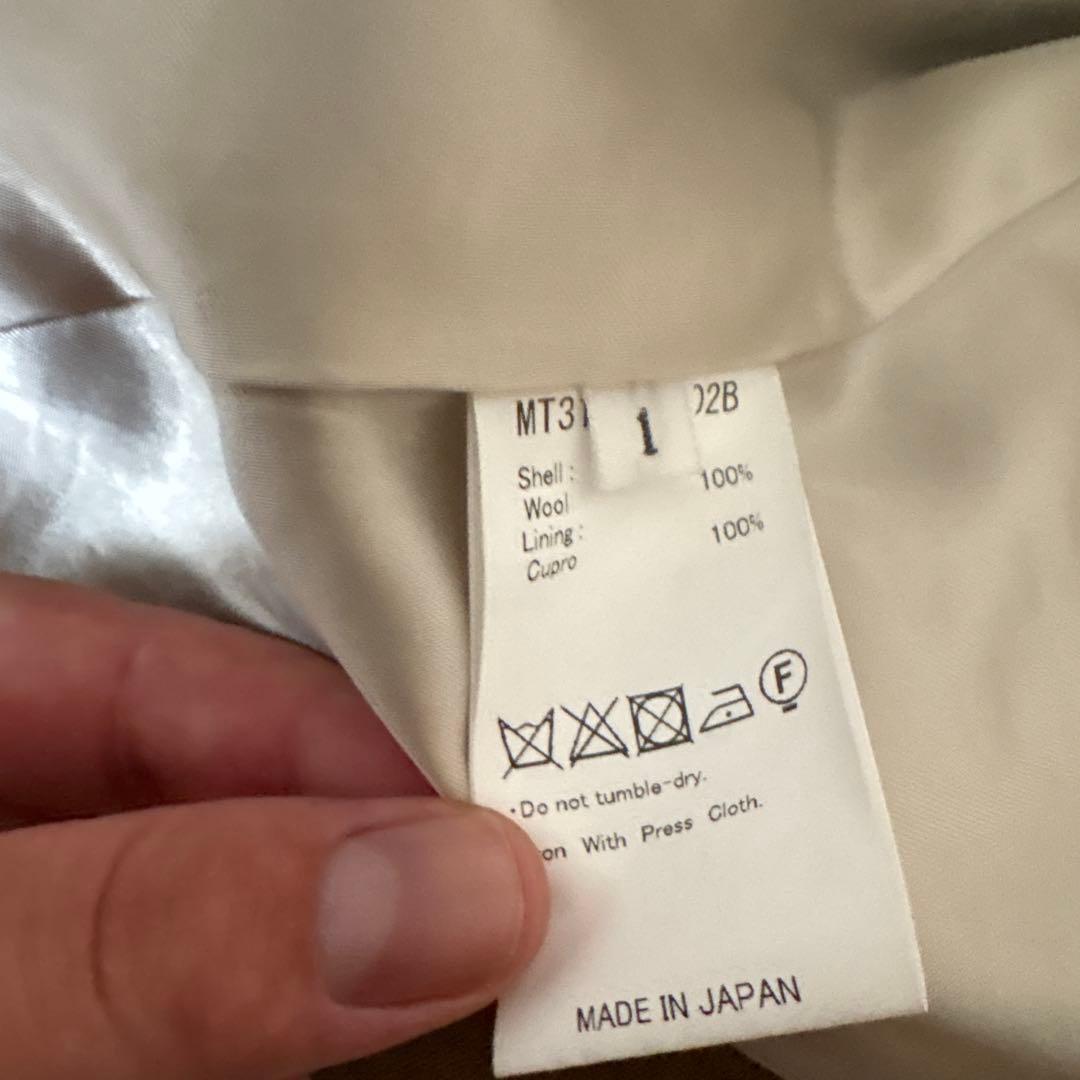 MT31
02B
1
Shell :
Wool 100%
Lining :
Cupro 100%
F
・Do not tumble-dry.
With Press Cloth.
MADE IN JAPAN